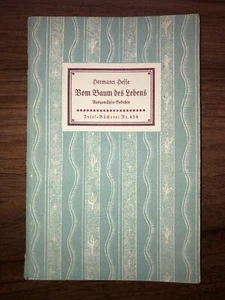 Hermann Hesse
Vom Baum des Lebens
Ausgewählte Gedichte
Insel-Bücherei Nr. 454